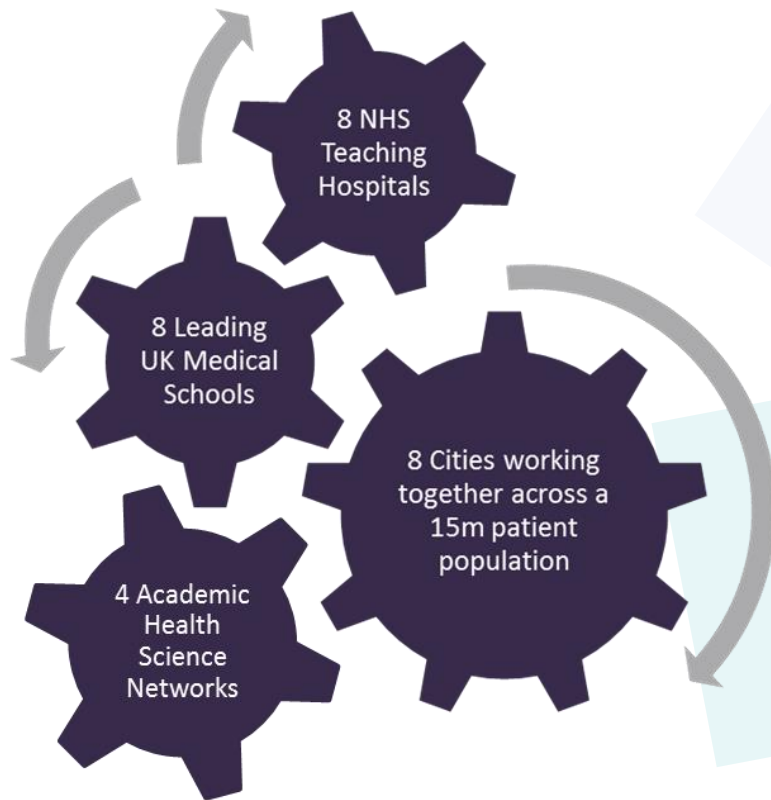 8 NHS
Teaching
Hospitals
8 Leading
UK Medical
Schools
8 Cities working
together across a
15m patient
population
4 Academic
Health
Science
Networks